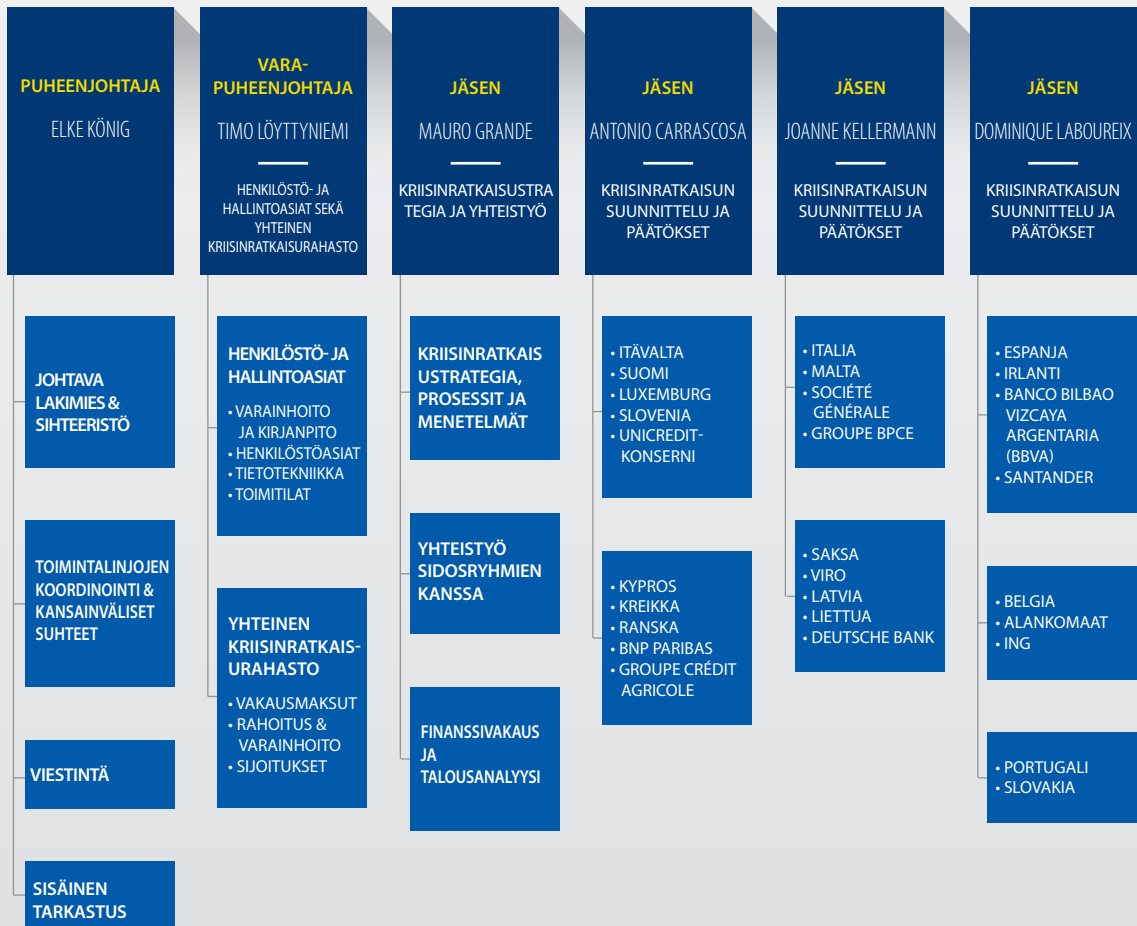 PUHEENJOHTAJA
ELKE KÖNIG
JOHTAVA
LAKIMIES &
SIHTEERISTÖ
TOIMINTALINJOJEN
KOORDINOINTI &
KANSAINVÄLISET
SUHTEET
VIESTINTÄ
SISÄINEN
TARKASTUS
VARA-
PUHEENJOHTAJA
TIMO LÖYTTYNIEMI
HENKILÖSTÖ- JA
HALLINTOASIAT SEKÄ
YHTEINEN
KRIISINRATKAISURAHASTO
HENKILÖSTÖ- JA
HALLINTOASIAT
• VARAINHOITO
JA KIRJANPITO
• HENKILÖSTÖASIAT
• TIETOTEKNIIKKA
• TOIMITILAT
YHTEINEN
KRIISINRATKAIS-
URAHASTO
• VAKAUSMAKSUT
• RAHOITUS &
VARAINHOITO
• SIJOITUKSET
JÄSEN
MAURO GRANDE
KRIISINRATKAISUSTRA
TEGIA JA YHTEISTYÖ
KRIISINRATKAIS
USTRATEGIA,
PROSESSIT JA
MENETELMÄT
YHTEISTYÖ
SIDOSRYHMIEN
KANSSA
FINANSSIVAKAUS
JA
TALOUSANALYYSI
JÄSEN
ANTONIO CARRASCOSA
KRIISINRATKAISUN
SUUNNITTELU JA
PÄÄTÖKSET
• ITÄVALTA
• SUOMI
• LUXEMBURG
• SLOVENIA
• UNICREDIT-
KONSERNI
• KYPROS
• KREIKKA
• RANSKA
• BNP PARIBAS
• GROUPE CRÉDIT
AGRICOLE
JÄSEN
JOANNE KELLERMANN
KRIISINRATKAISUN
SUUNNITTELU JA
PÄÄTÖKSET
• ITALIA
• MALTA
• SOCIÉTÉ
GÉNÉRALE
• GROUPE BPCE
• SAKSA
• VIRO
• LATVIA
• LIETTUA
• DEUTSCHE BANK
JÄSEN
DOMINIQUE LABOUREIX
KRIISINRATKAISUN
SUUNNITTELU JA
PÄÄTÖKSET
• ESPANJA
• IRLANTI
• BANCO BILBAO
VIZCAYA
ARGENTARIA
(BBVA)
• SANTANDER
• BELGIA
• ALANKOMAAT
• ING
• PORTUGALI
• SLOVAKIA